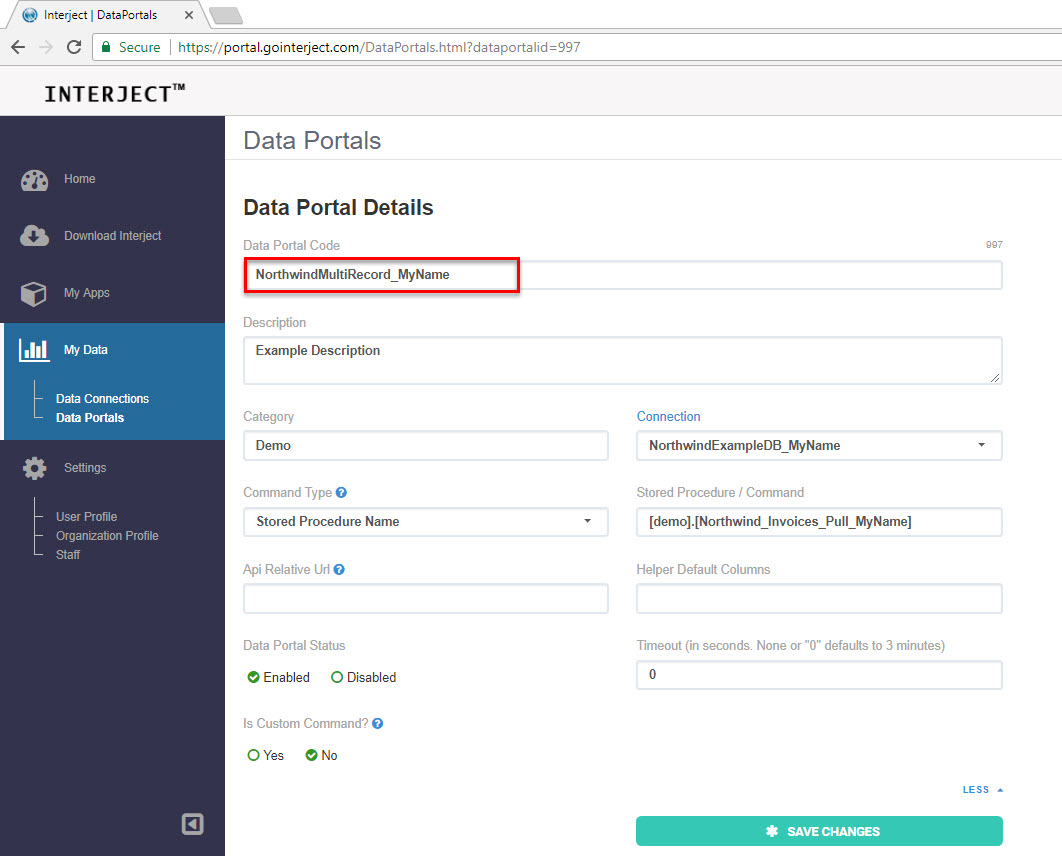 Interject | DataPortals
Secure
https://portal.gointerject.com/DataPortals.html?dataportalid=997
INTERJECT™
Home
Download Interject
My Apps
My Data
Data Connections
Data Portals
Settings
User Profile
Organization Profile
Staff
Data Portals
Data Portal Details
Data Portal Code
997
NorthwindMultiRecord_MyName
Description
Example Description
Category
Connection
Demo
NorthwindExampleDB_MyName
Command Type
Stored Procedure / Command
Stored Procedure Name
[demo].[Northwind_Invoices_Pull_MyName]
Api Relative Url
Helper Default Columns
Data Portal Status
Timeout (in seconds. None or "0" defaults to 3 minutes)
Enabled Disabled
0
Is Custom Command?
Yes No
LESS
SAVE CHANGES